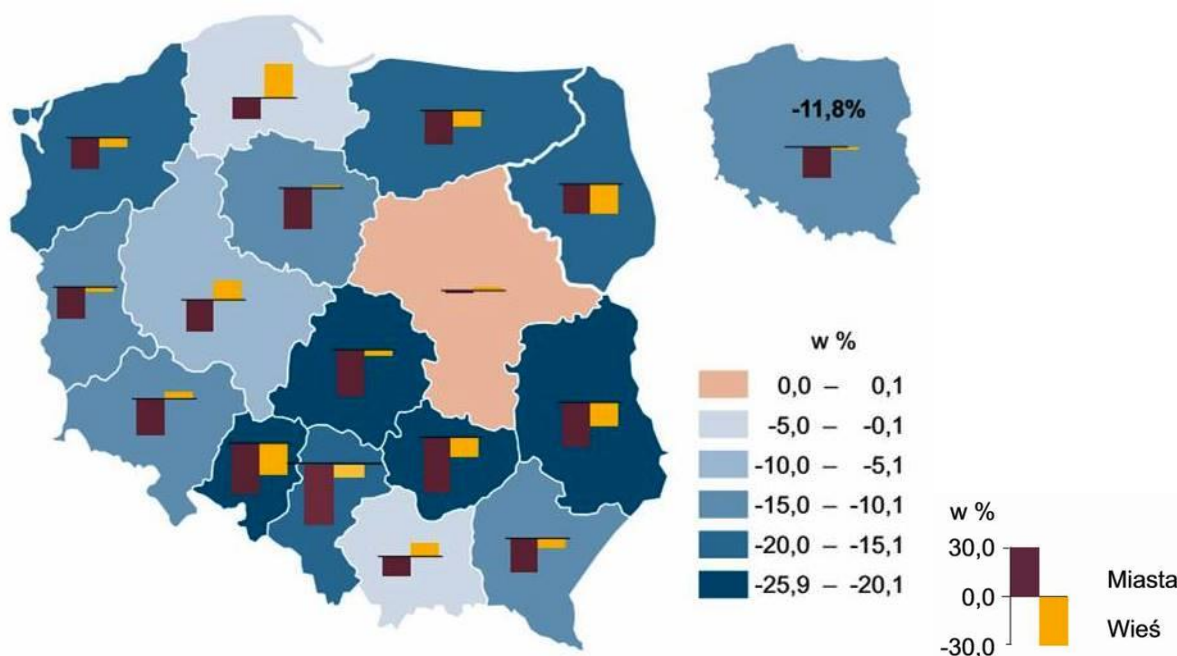 -11,8%
w %
0,0 – 0,1
-5,0 – -0,1
-10,0 – -5,1
-15,0 – -10,1
-20,0 – -15,1
-25,9 – -20,1
w %
30,0
Miasta
0,0
Wieś
-30,0